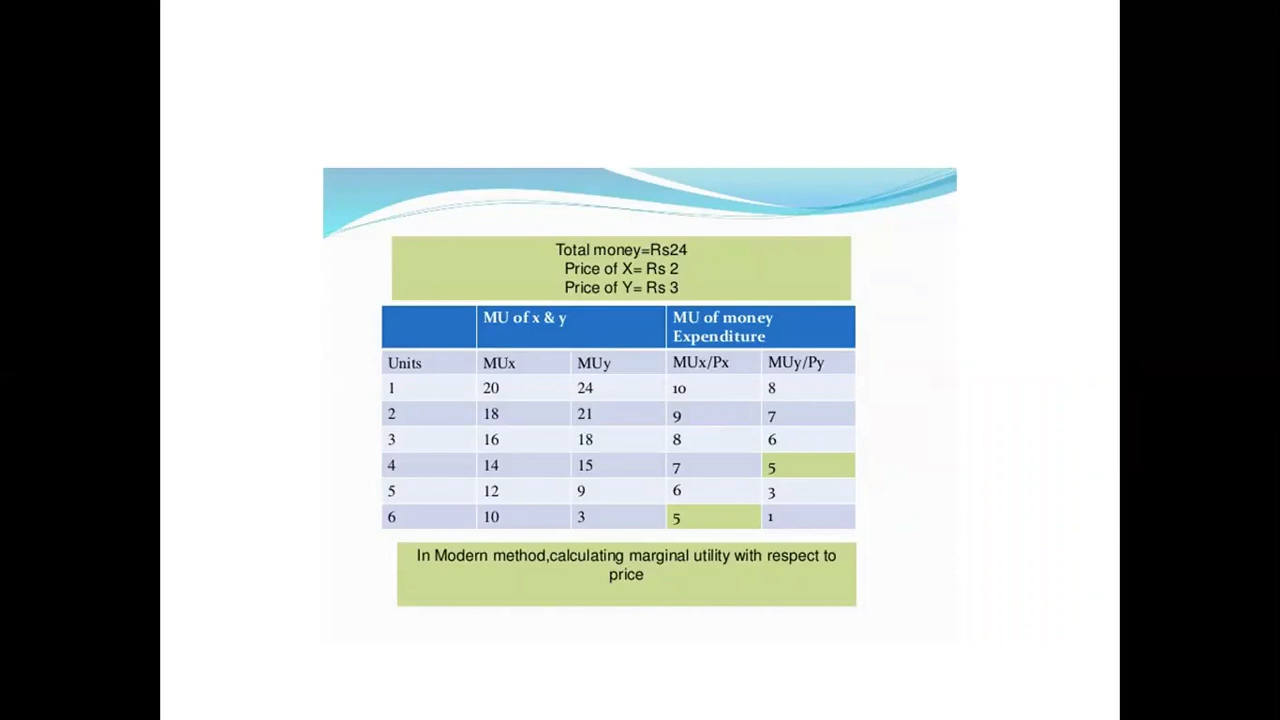 Total money=Rs24
Price of X= Rs 2
Price of Y= Rs 3
MU of x & y MU of money
Expenditure
Units MUx MUy MUx/Px MUy/Py
1 20 24 10 8
2 18 21 9 7
3 16 18 8 6
4 14 15 7 5
5 12 9 6 3
6 10 3 5 1
In Modern method,calculating marginal utility with respect to
price